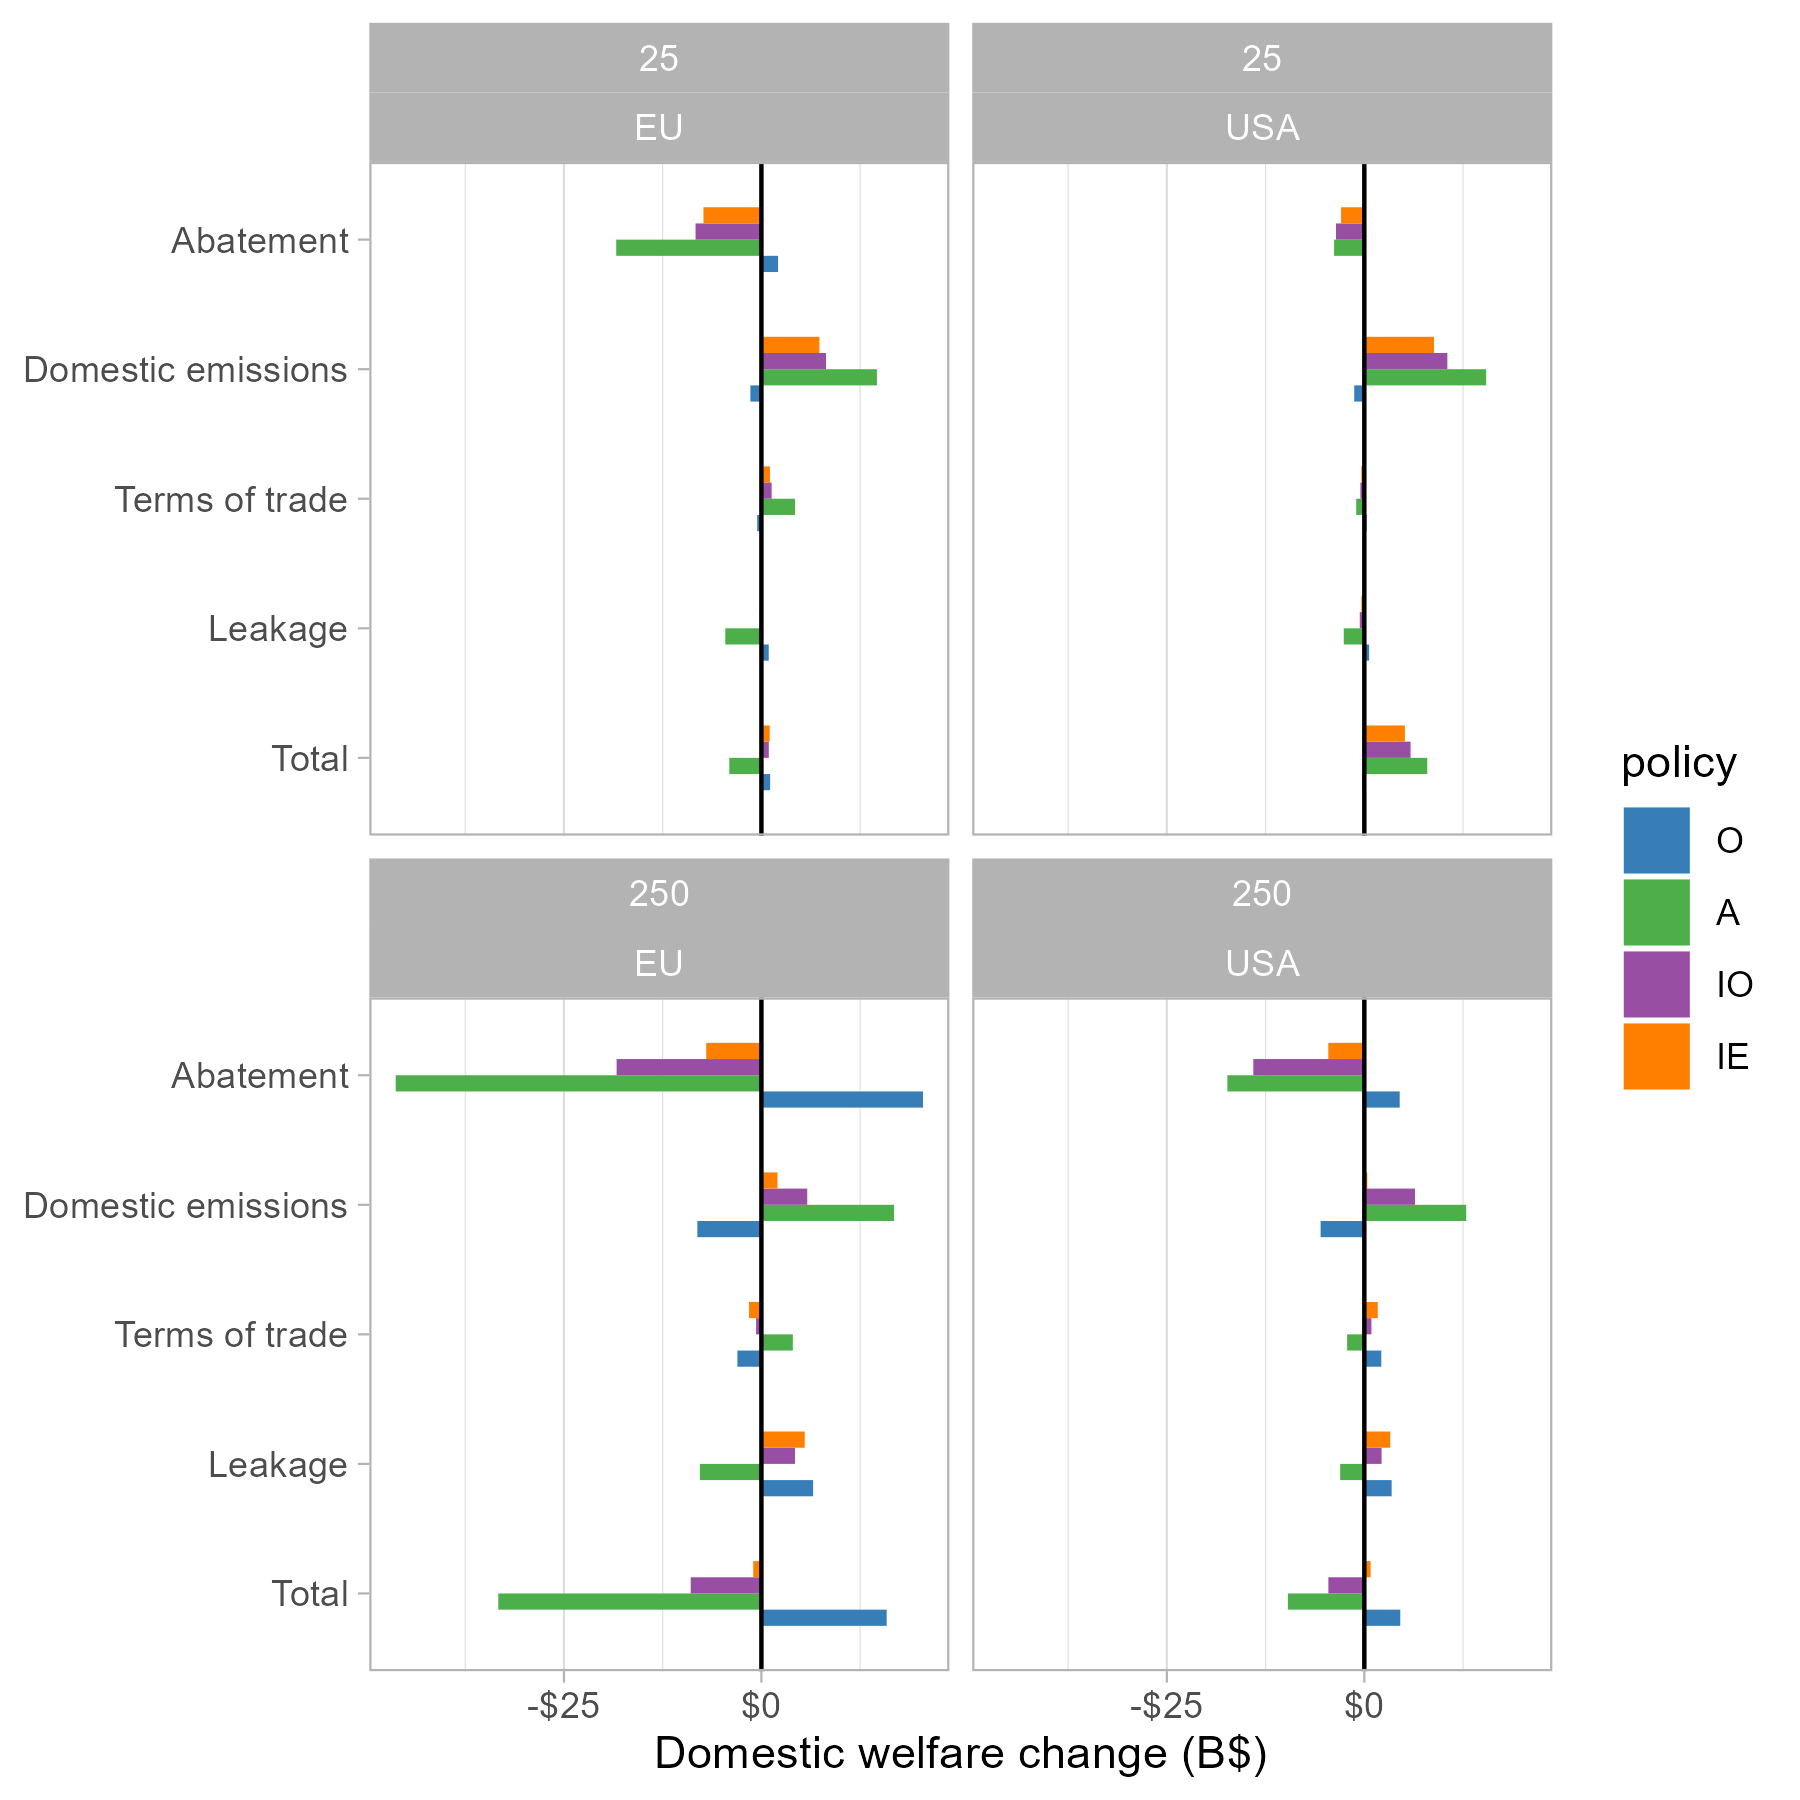 25
25
EU
USA
Abatement
Domestic emissions
Terms of trade
Leakage
Total
250
250
EU
USA
Abatement
Domestic emissions
Terms of trade
Leakage
Total
-$25
$0
-$25
$0
Domestic welfare change (B$)
policy
O
A
IO
IE